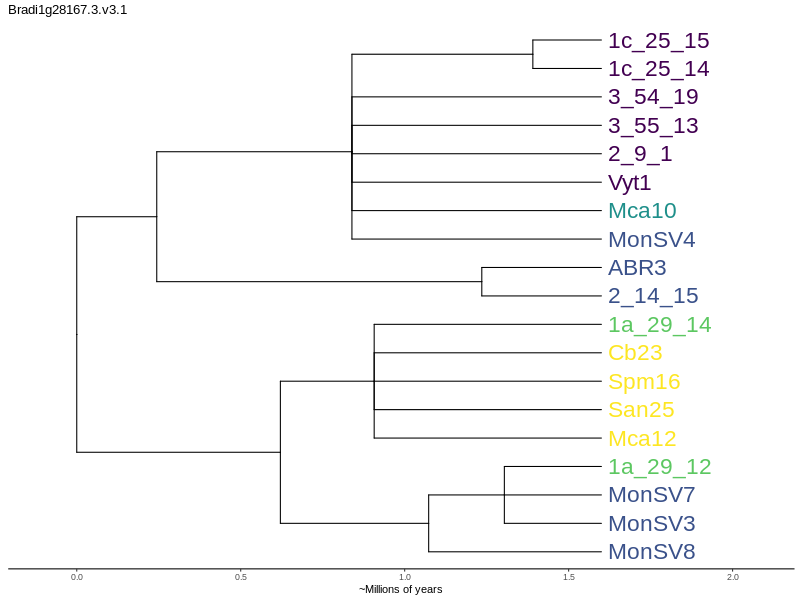 Bradi1g28167.3.v3.1
1c_25_15
1c_25_14
3_54_19
3_55_13
2_9_1
Vyt1
Mca10
MonSV4
ABR3
2_14_15
1a_29_14
Cb23
Spm16
San25
Mca12
1a_29_12
MonSV7
MonSV3
MonSV8
0.0 0.5 1.0 1.5 2.0
~Millions of years